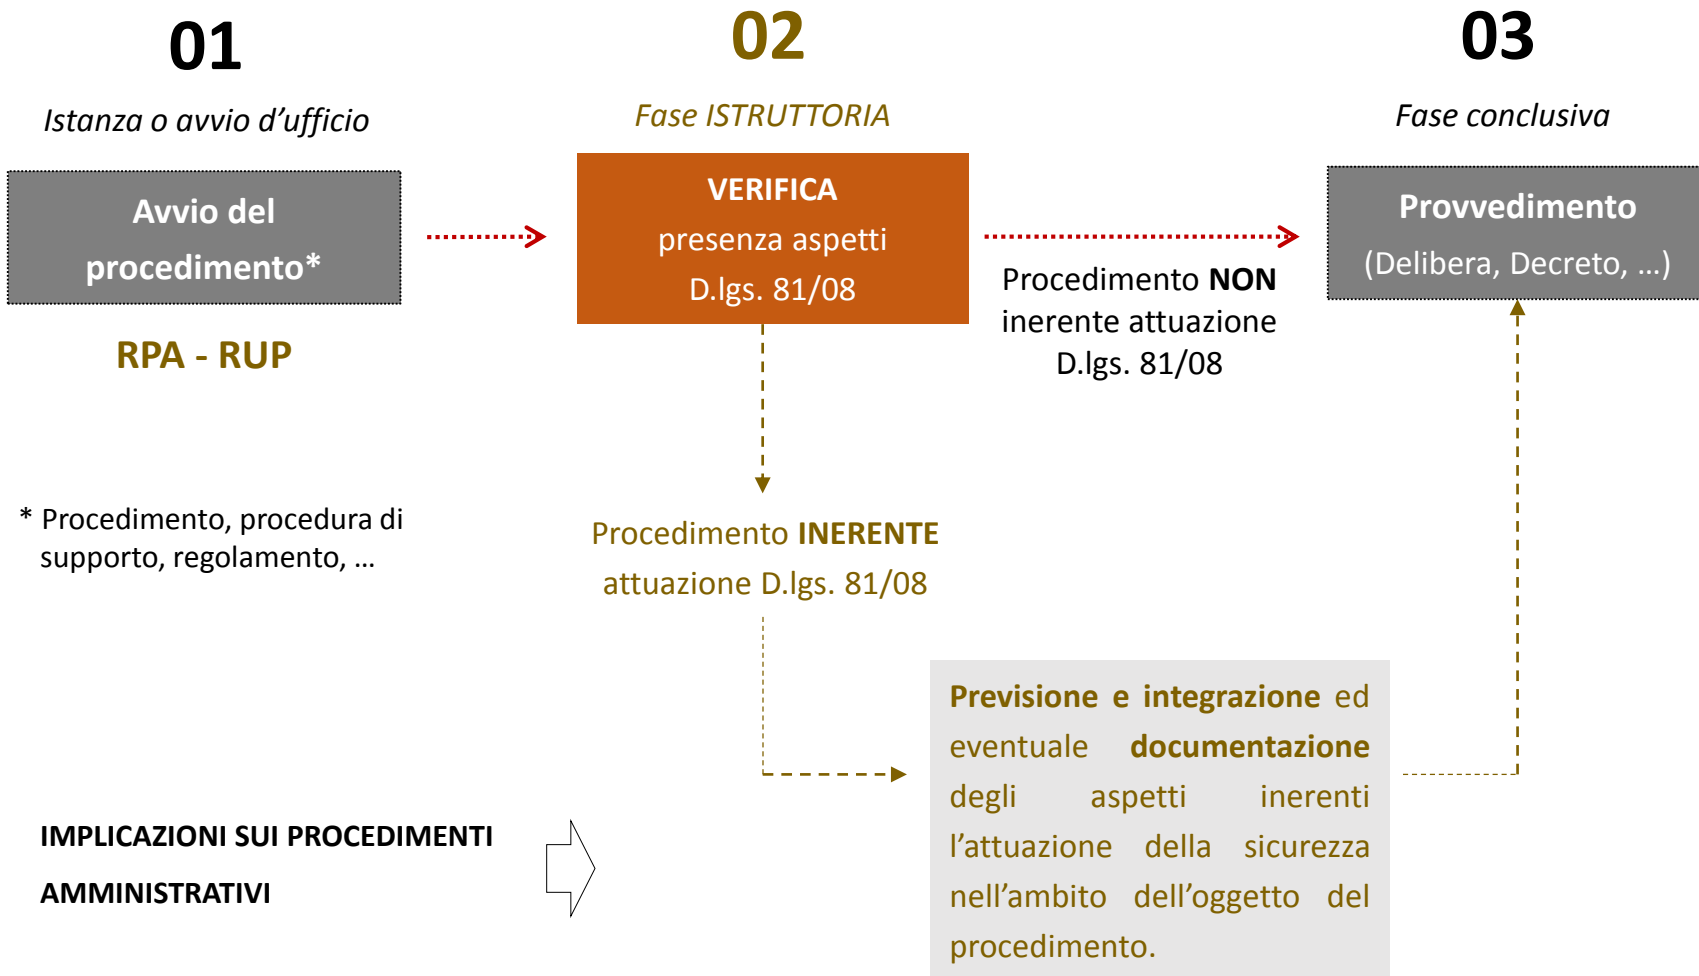 01
Istanza o avvio d’ufficio
Avvio del
procedimento*
RPA - RUP
* Procedimento, procedura di
supporto, regolamento, …
02
Fase ISTRUTTORIA
VERIFICA
presenza aspetti
D.lgs. 81/08
Procedimento NON
inerente attuazione
D.lgs. 81/08
03
Fase conclusiva
Provvedimento
(Delibera, Decreto, …)
Procedimento INERENTE
attuazione D.lgs. 81/08
Previsione e integrazione ed
eventuale documentazione
degli aspetti inerenti
l’attuazione della sicurezza
nell’ambito dell’oggetto del
procedimento.
IMPLICAZIONI SUI PROCEDIMENTI
AMMINISTRATIVI